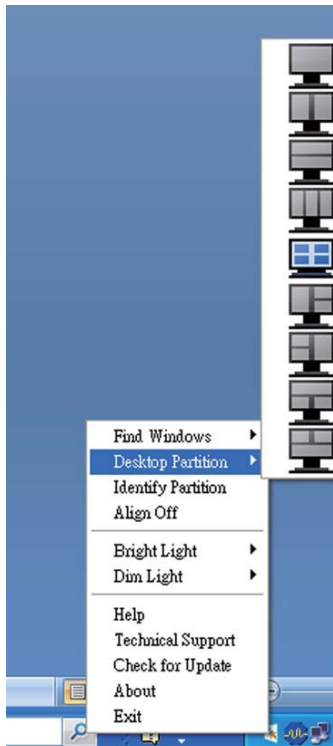 Find Windows
Desktop Partition
Identify Partition
Align Off
Bright Light
Dim Light
Help
Technical Support
Check for Update
About
Exit